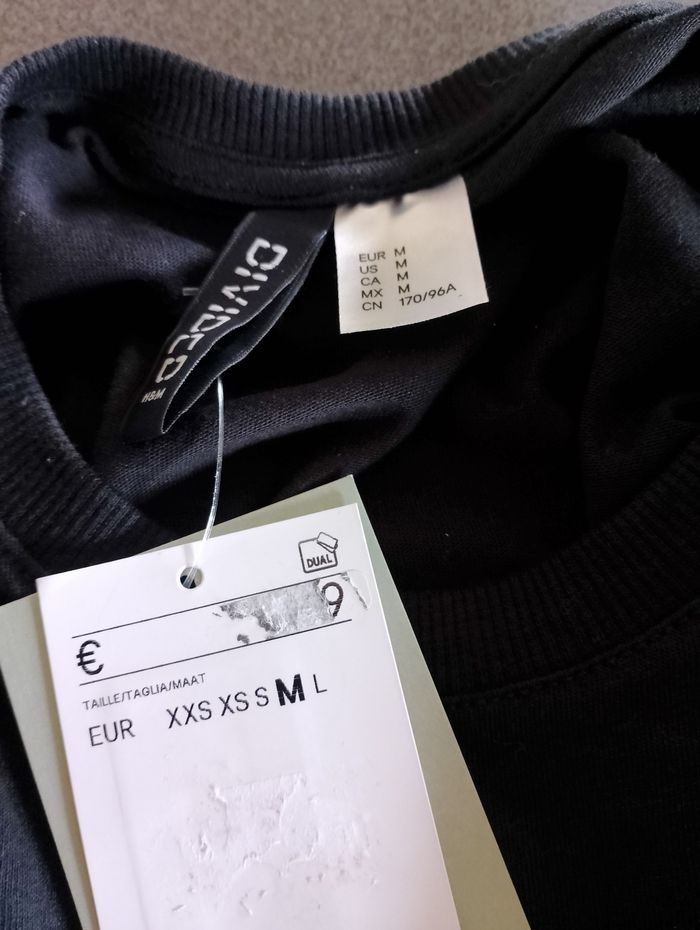 DIVIDED
H&M
EUR M
US M
CA M
MX M
CN 170/96A
DUAL
€ 9
TAILLE/TAGLIA/MAAT
EUR XXS XS S M L